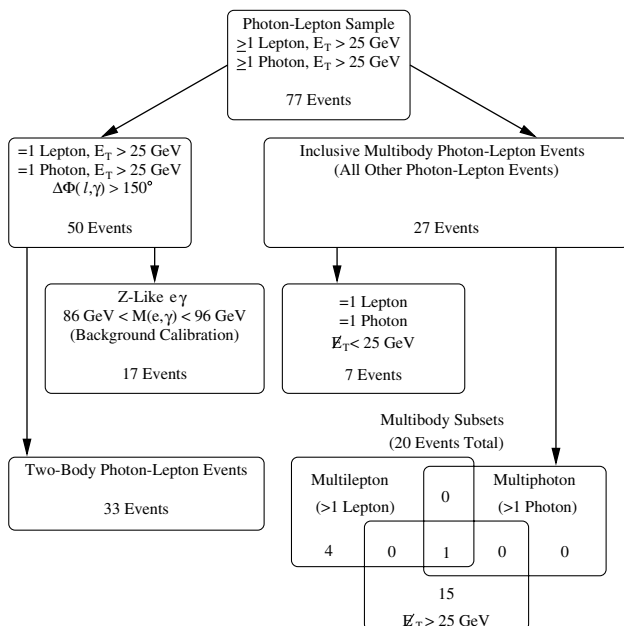 Photon-Lepton Sample
≥1 Lepton, E_T > 25 GeV
≥1 Photon, E_T > 25 GeV
77 Events
=1 Lepton, E_T > 25 GeV
=1 Photon, E_T > 25 GeV
ΔΦ(l,γ) > 150°
50 Events
Inclusive Multibody Photon-Lepton Events
(All Other Photon-Lepton Events)
27 Events
Z-Like eγ
86 GeV < M(e,γ) < 96 GeV
(Background Calibration)
17 Events
=1 Lepton
=1 Photon
E̸_T < 25 GeV
7 Events
Two-Body Photon-Lepton Events
33 Events
Multibody Subsets
(20 Events Total)
Multilepton
(>1 Lepton)
0
Multiphoton
(>1 Photon)
4 0 1 0 0
15
E̸_T > 25 GeV